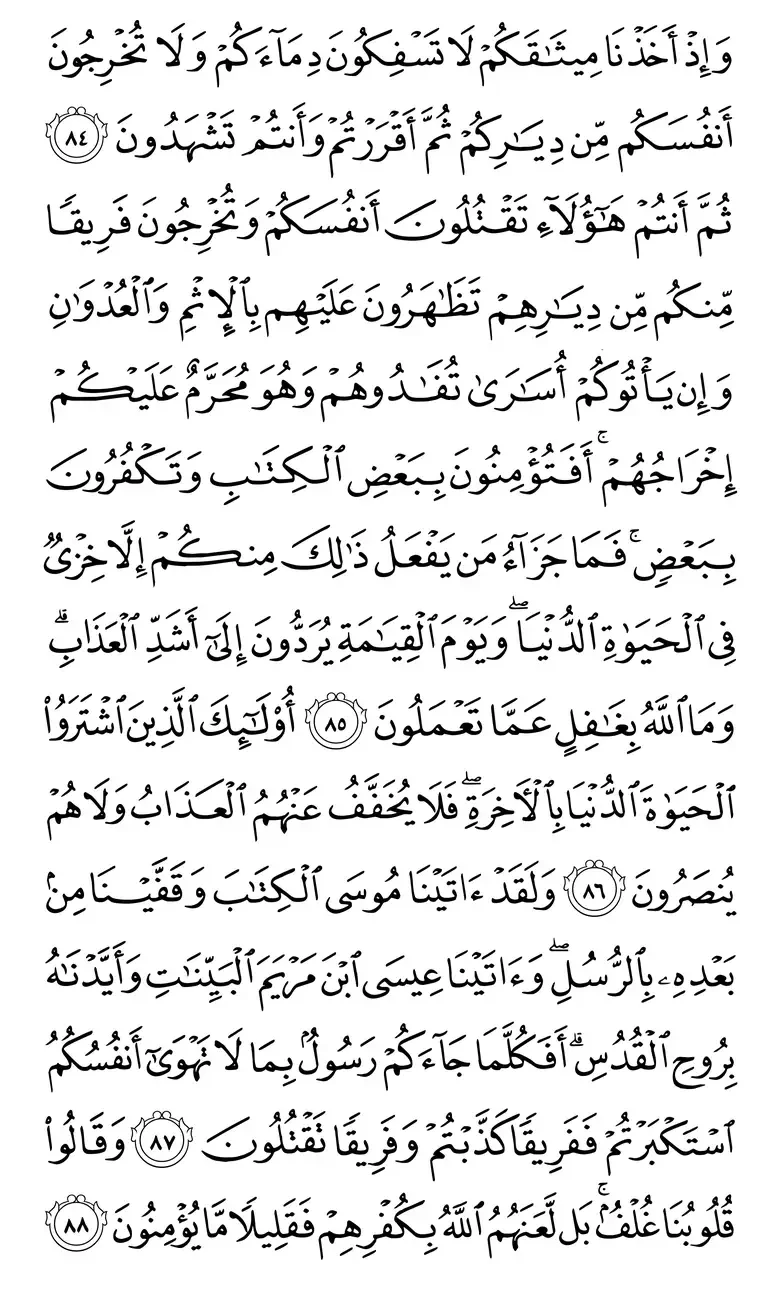 وَإِذْ أَخَذْنَا مِيثَٰقَكُمْ لَا تَسْفِكُونَ دِمَآءَكُمْ وَلَا تُخْرِجُونَ
أَنفُسَكُم مِّن دِيَٰرِكُمْ ثُمَّ أَقْرَرْتُمْ وَأَنتُمْ تَشْهَدُونَ ٨٤
ثُمَّ أَنتُمْ هَٰٓؤُلَآءِ تَقْتُلُونَ أَنفُسَكُمْ وَتُخْرِجُونَ فَرِيقًا
مِّنكُم مِّن دِيَٰرِهِمْ تَظَٰهَرُونَ عَلَيْهِم بِٱلْإِثْمِ وَٱلْعُدْوَٰنِ
وَإِن يَأْتُوكُمْ أُسَٰرَىٰ تُفَٰدُوهُمْ وَهُوَ مُحَرَّمٌ عَلَيْكُمْ
إِخْرَاجُهُمْ ۚ أَفَتُؤْمِنُونَ بِبَعْضِ ٱلْكِتَٰبِ وَتَكْفُرُونَ
بِبَعْضٍ ۚ فَمَا جَزَآءُ مَن يَفْعَلُ ذَٰلِكَ مِنكُمْ إِلَّا خِزْىٌ
فِى ٱلْحَيَوٰةِ ٱلدُّنْيَا ۖ وَيَوْمَ ٱلْقِيَٰمَةِ يُرَدُّونَ إِلَىٰٓ أَشَدِّ ٱلْعَذَابِ ۗ
وَمَا ٱللَّهُ بِغَٰفِلٍ عَمَّا تَعْمَلُونَ ٨٥ أُو۟لَٰٓئِكَ ٱلَّذِينَ ٱشْتَرَوُا۟
ٱلْحَيَوٰةَ ٱلدُّنْيَا بِٱلْءَاخِرَةِ ۖ فَلَا يُخَفَّفُ عَنْهُمُ ٱلْعَذَابُ وَلَا هُمْ
يُنصَرُونَ ٨٦ وَلَقَدْ ءَاتَيْنَا مُوسَى ٱلْكِتَٰبَ وَقَفَّيْنَا مِنۢ
بَعْدِهِۦ بِٱلرُّسُلِ ۖ وَءَاتَيْنَا عِيسَى ٱبْنَ مَرْيَمَ ٱلْبَيِّنَٰتِ وَأَيَّدْنَٰهُ
بِرُوحِ ٱلْقُدُسِ ۗ أَفَكُلَّمَا جَآءَكُمْ رَسُولٌۢ بِمَا لَا تَهْوَىٰٓ أَنفُسُكُمُ
ٱسْتَكْبَرْتُمْ فَفَرِيقًا كَذَّبْتُمْ وَفَرِيقًا تَقْتُلُونَ ٨٧ وَقَالُوا۟
قُلُوبُنَا غُلْفٌۢ ۚ بَل لَّعَنَهُمُ ٱللَّهُ بِكُفْرِهِمْ فَقَلِيلًا مَّا يُؤْمِنُونَ ٨٨